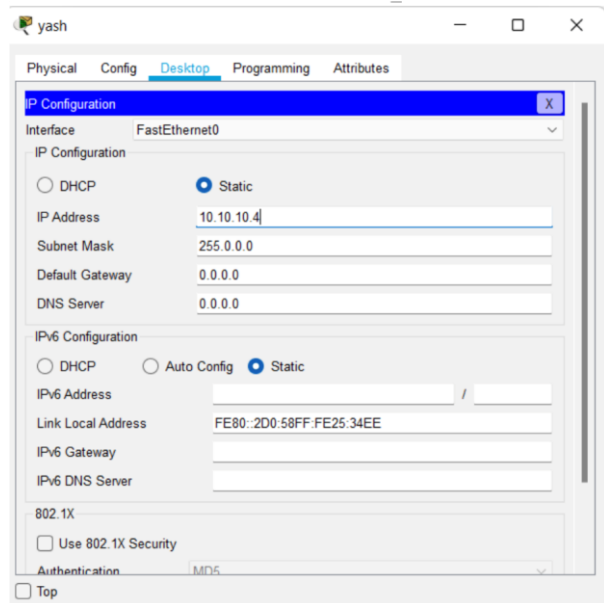 yash
Physical Config Desktop Programming Attributes
IP Configuration X
Interface FastEthernet0
IP Configuration
DHCP Static
IP Address 10.10.10.4
Subnet Mask 255.0.0.0
Default Gateway 0.0.0.0
DNS Server 0.0.0.0
IPv6 Configuration
DHCP Auto Config Static
IPv6 Address /
Link Local Address FE80::2D0:58FF:FE25:34EE
IPv6 Gateway
IPv6 DNS Server
802.1X
Use 802.1X Security
Authentication MD5
Top